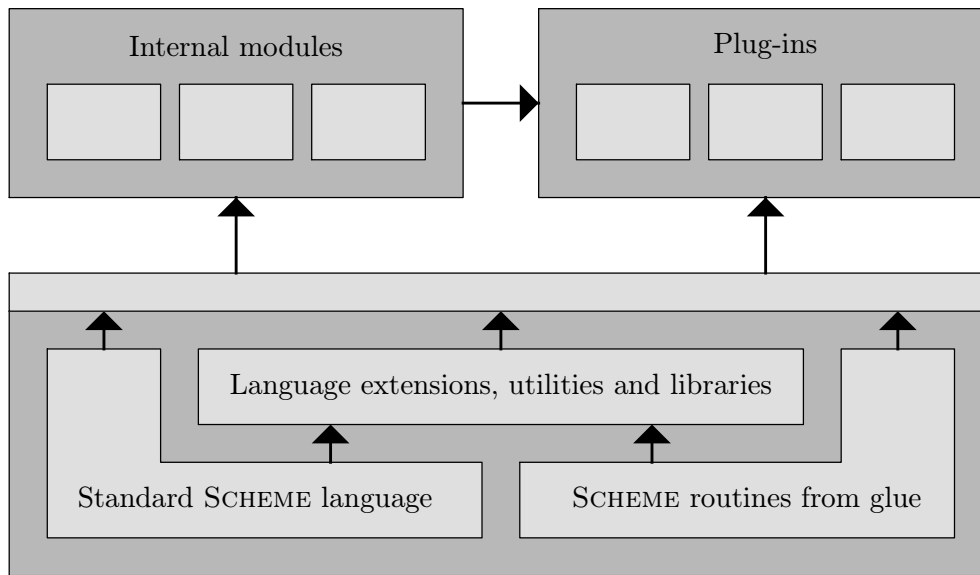 Internal modules
Plug-ins
Language extensions, utilities and libraries
Standard SCHEME language
SCHEME routines from glue